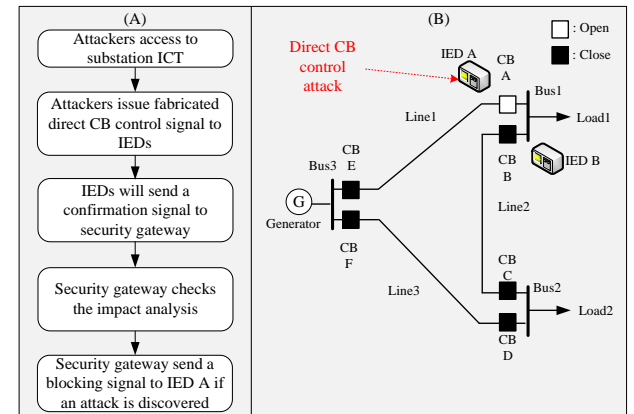 (A)
Attackers access to
substation ICT
Attackers issue fabricated
direct CB control signal to
IEDs
IEDs will send a
confirmation signal to
security gateway
Security gateway checks
the impact analysis
Security gateway send a
blocking signal to IED A if
an attack is discovered
(B)
: Open
: Close
Direct CB
control
attack
IED A
CB
A
Bus1
Load1
Line1
CB
B
IED B
Bus3
CB
E
G
Generator
CB
F
Line2
Line3
CB
C
Bus2
Load2
CB
D